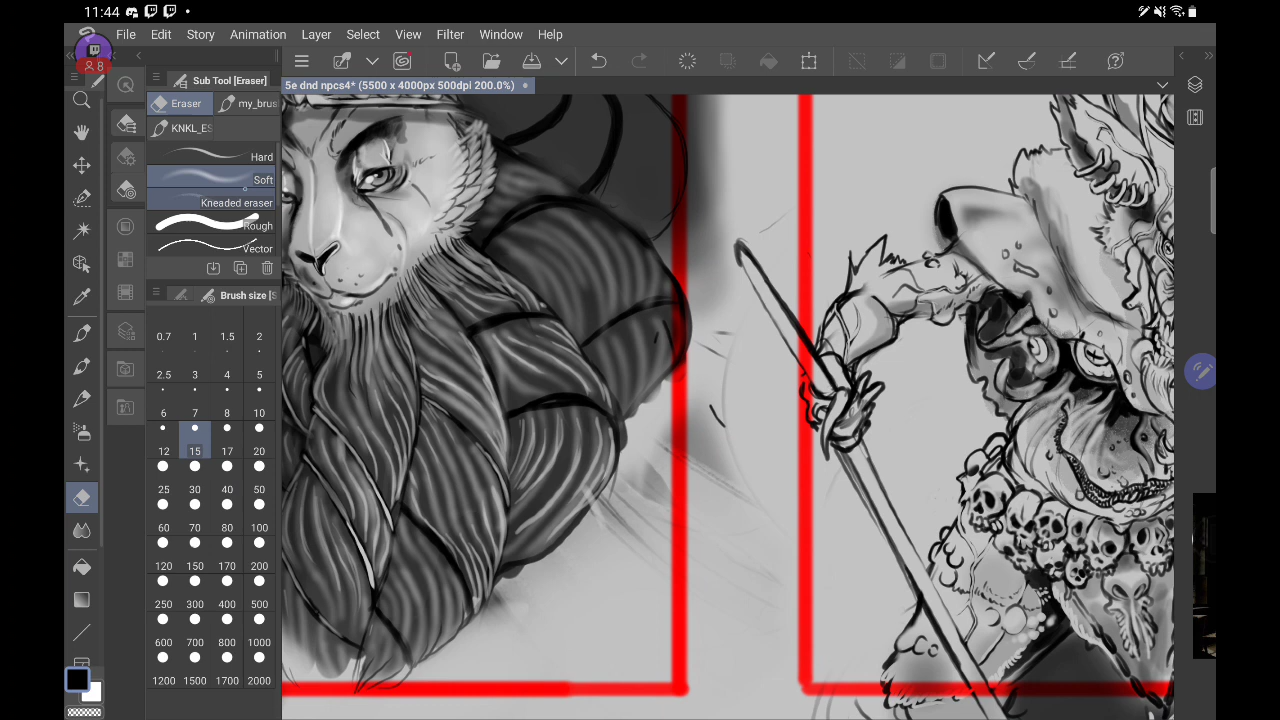 11:44
File Edit Story Animation Layer Select View Filter Window Help
8
Sub Tool [Eraser]
5e dnd npcs4* (5500 x 4000px 500dpi 200.0%)
Eraser my_brus
KNKL_ES
Hard
Soft
Kneaded eraser
Rough
Vector
Brush size [S
0.7 1 1.5 2
2.5 3 4 5
6 7 8 10
12 15 17 20
25 30 40 50
60 70 80 100
120 150 170 200
250 300 400 500
600 700 800 1000
1200 1500 1700 2000